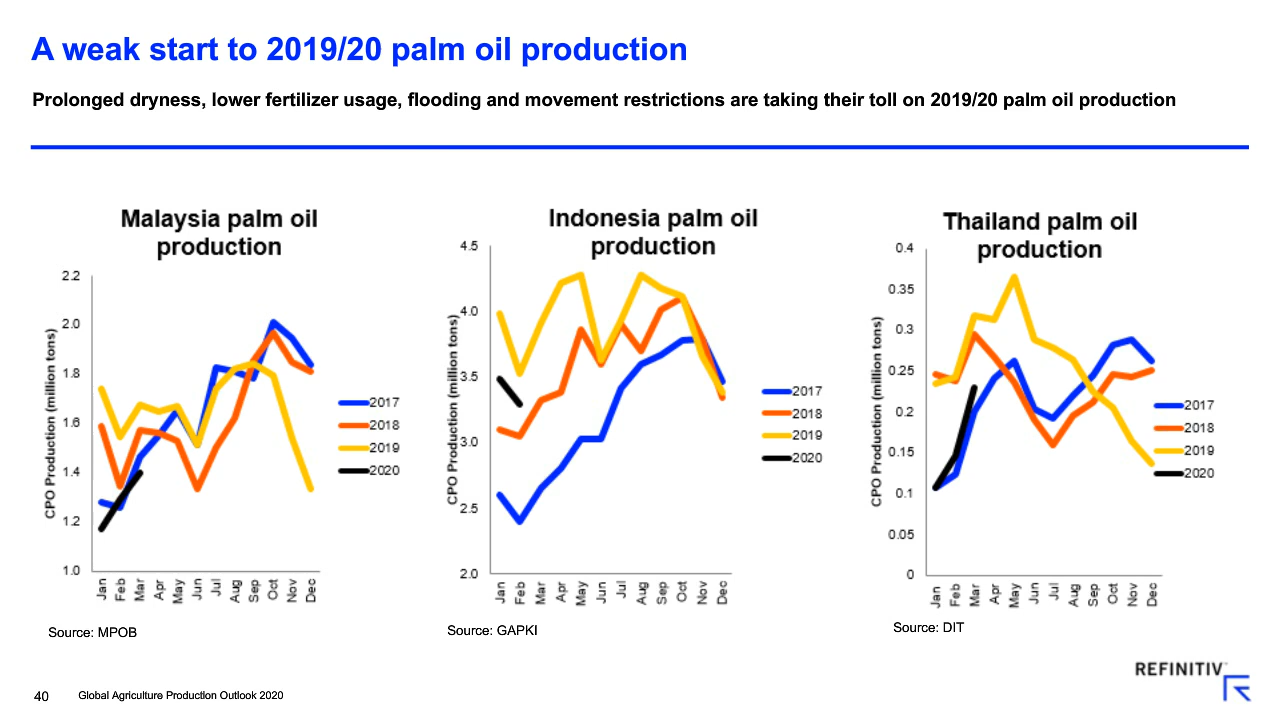 A weak start to 2019/20 palm oil production
Prolonged dryness, lower fertilizer usage, flooding and movement restrictions are taking their toll on 2019/20 palm oil production
Malaysia palm oil
production
CPO Production (million tons)
2.2
2.0
1.8
1.6
1.4
1.2
1.0
Jan
Feb
Mar
Apr
May
Jun
Jul
Aug
Sep
Oct
Nov
Dec
2017
2018
2019
2020
Source: MPOB
Indonesia palm oil
production
CPO Production (million tons)
4.5
4.0
3.5
3.0
2.5
2.0
Jan
Feb
Mar
Apr
May
Jun
Jul
Aug
Sep
Oct
Nov
Dec
2017
2018
2019
2020
Source: GAPKI
Thailand palm oil
production
CPO Production (million tons)
0.4
0.35
0.3
0.25
0.2
0.15
0.1
0.05
0
Jan
Feb
Mar
Apr
May
Jun
Jul
Aug
Sep
Oct
Nov
Dec
2017
2018
2019
2020
Source: DIT
REFINITIV
40
Global Agriculture Production Outlook 2020